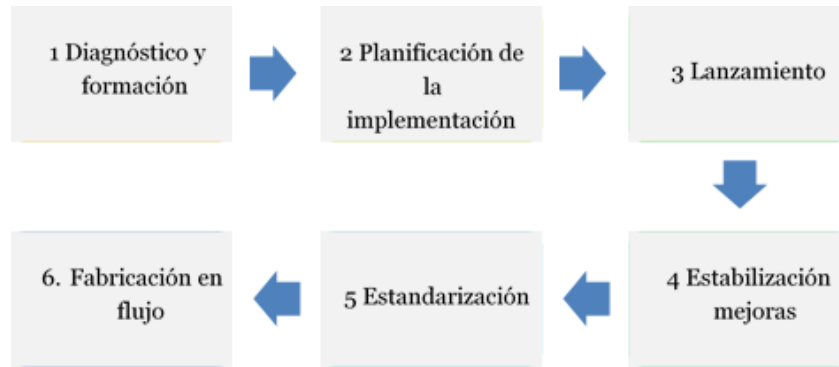 1 Diagnóstico y
formación
2 Planificación de
la
implementación
3 Lanzamiento
4 Estabilización
mejoras
5 Estandarización
6. Fabricación en
flujo